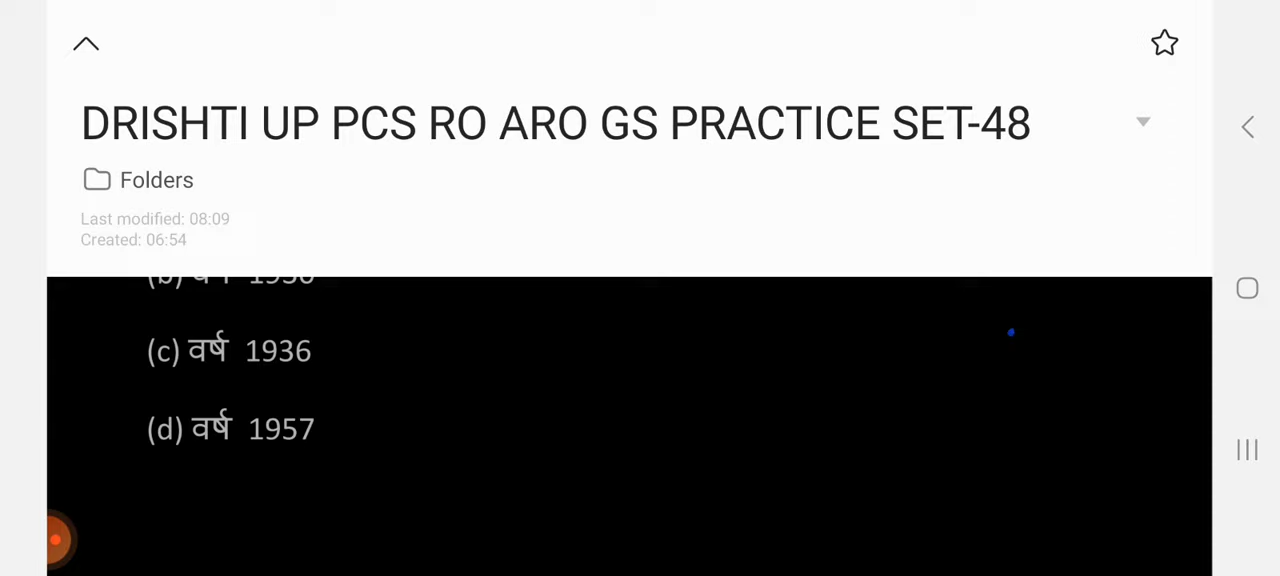 DRISHTI UP PCS RO ARO GS PRACTICE SET-48
Folders
Last modified: 08:09
Created: 06:54
(c) वर्ष 1936
(d) वर्ष 1957